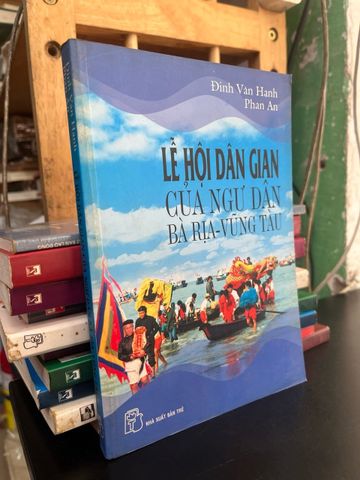 Đinh Văn Hạnh
Phan An
LỄ HỘI DÂN GIAN
CỦA NGƯ DÂN
BÀ RỊA-VŨNG TÀU
NHÀ XUẤT BẢN TRẺ